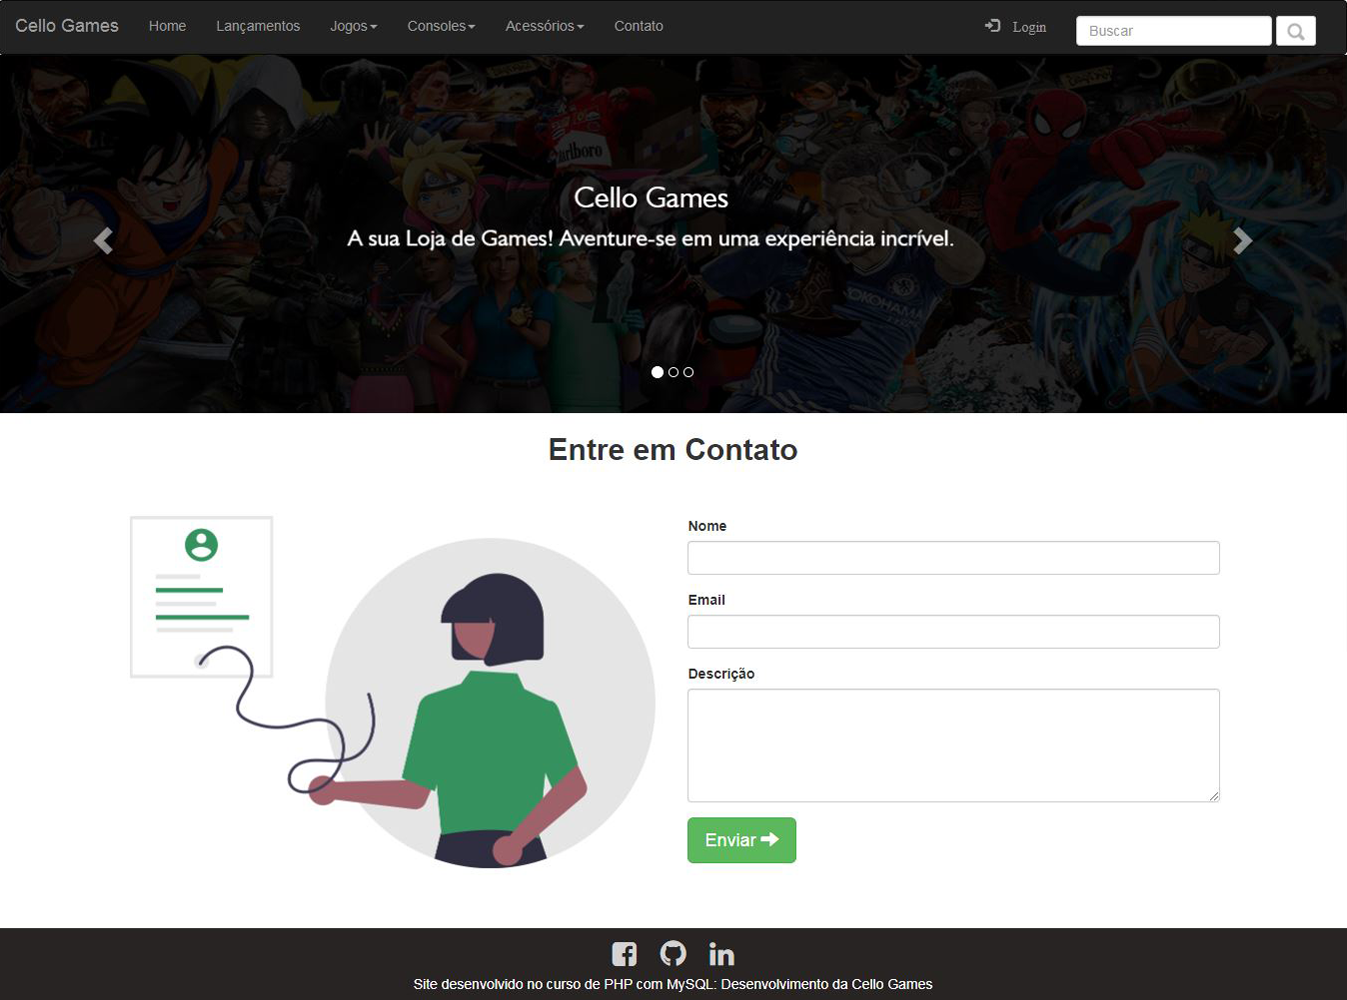 Cello Games Home Lançamentos Jogos Consoles Acessórios Contato Login Buscar
Marlboro
YOKOHAMA
Cello Games
A sua Loja de Games! Aventure-se em uma experiência incrível.
Entre em Contato
Nome
Email
Descrição
Enviar
Site desenvolvido no curso de PHP com MySQL: Desenvolvimento da Cello Games